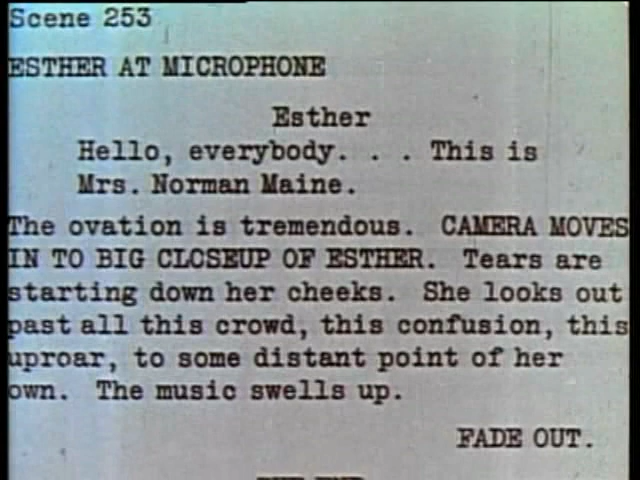 Scene 253
ESTHER AT MICROPHONE
Esther
Hello, everybody. . . This is
Mrs. Norman Maine.
The ovation is tremendous. CAMERA MOVES
IN TO BIG CLOSEUP OF ESTHER. Tears are
starting down her cheeks. She looks out
past all this crowd, this confusion, this
uproar, to some distant point of her
own. The music swells up.
FADE OUT.